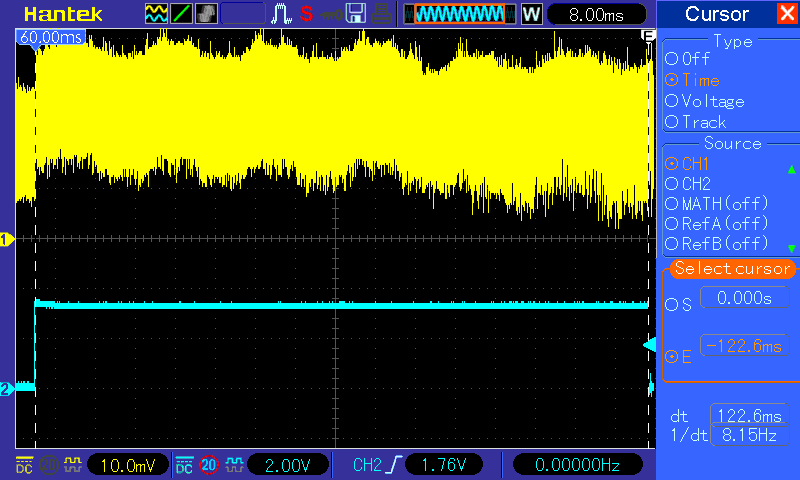 Hantek
S
W
8.00ms
Cursor
X
60.00ms
E
Type
Off
Time
Voltage
Track
Source
CH1
CH2
MATH(off)
RefA(off)
RefB(off)
Select cursor
S
0.000s
E
-122.6ms
dt
122.6ms
1/dt
8.15Hz
1
2
DC
20
10.0mV
DC
20
2.00V
CH2
1.76V
0.00000Hz